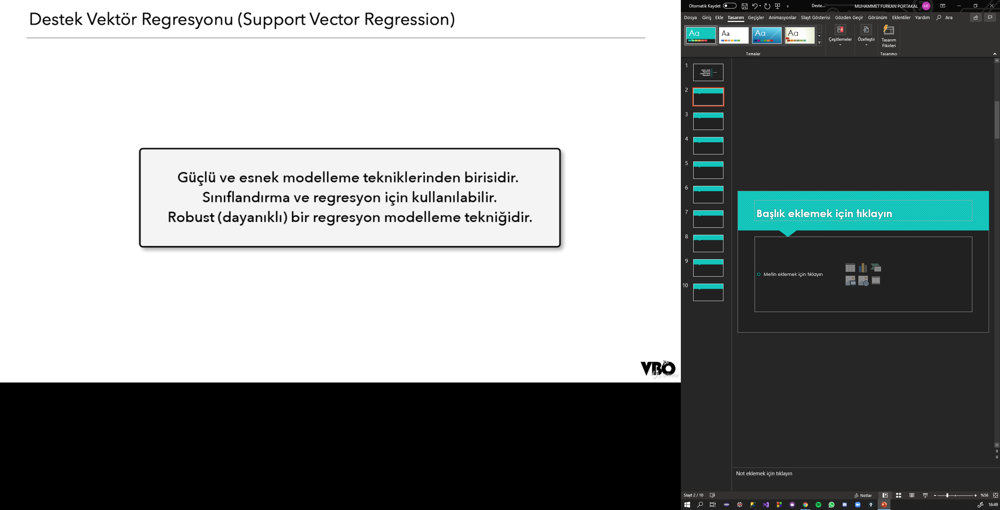 Destek Vektör Regresyonu (Support Vector Regression)
Güçlü ve esnek modelleme tekniklerinden birisidir.
Sınıflandırma ve regresyon için kullanılabilir.
Robust (dayanıklı) bir regresyon modelleme tekniğidir.
VBO
Udemy
Otomatik Kaydet
Deste...
MUHAMMET FURKAN PORTAKAL
MF
Dosya Giriş Ekle Tasarım Geçişler Animasyonlar Slayt Gösterisi Gözden Geçir Görünüm Eklentiler Yardım Ara
Aa Aa Aa Aa
Aa
Çeşitlemeler
Özelleştir
Tasarım
Fikirleri
Temalar
Tasarımcı
1
2
3
4
5
6
7
8
9
10
Başlık eklemek için tıklayın
Metin eklemek için tıklayın
Not eklemek için tıklayın
Slayt 2 / 10
Notlar
%56
16:49